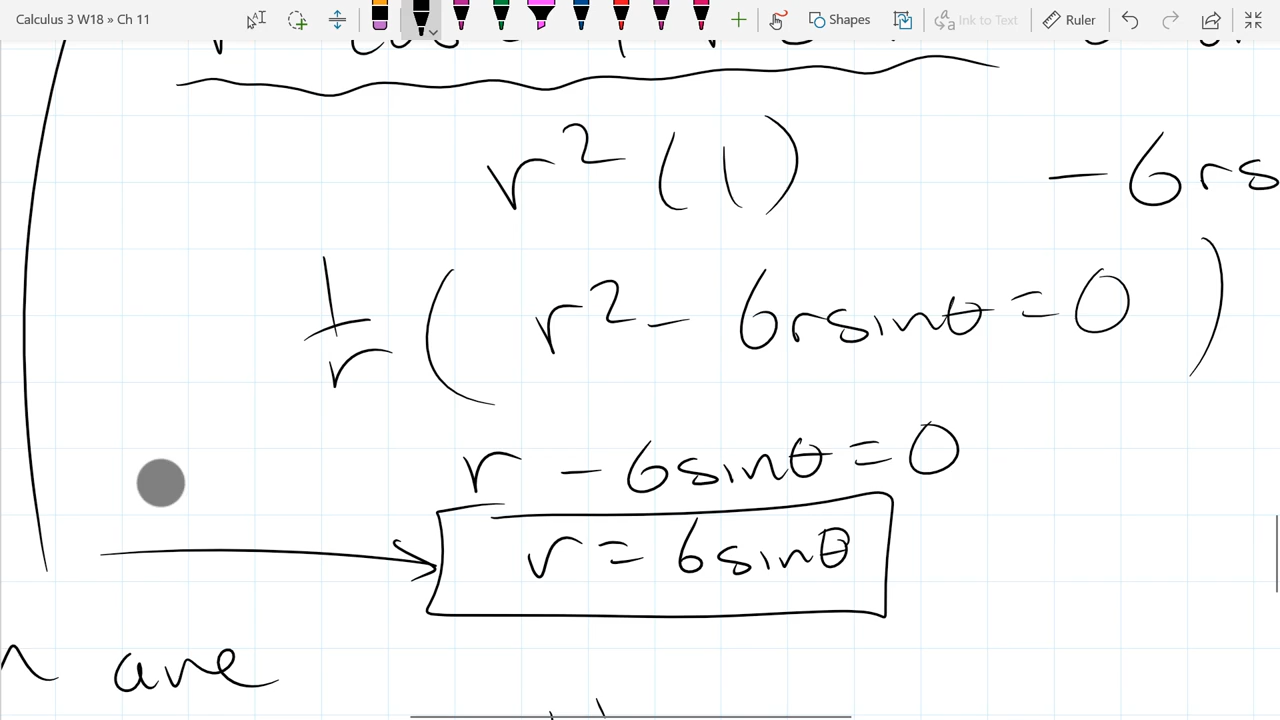 Calculus 3 W18 » Ch 11
Ink to Text
Ruler
Shapes
r² (1) - 6rs
1/r ( r² - 6rsinθ = 0 )
r - 6sinθ = 0
r = 6sinθ
are